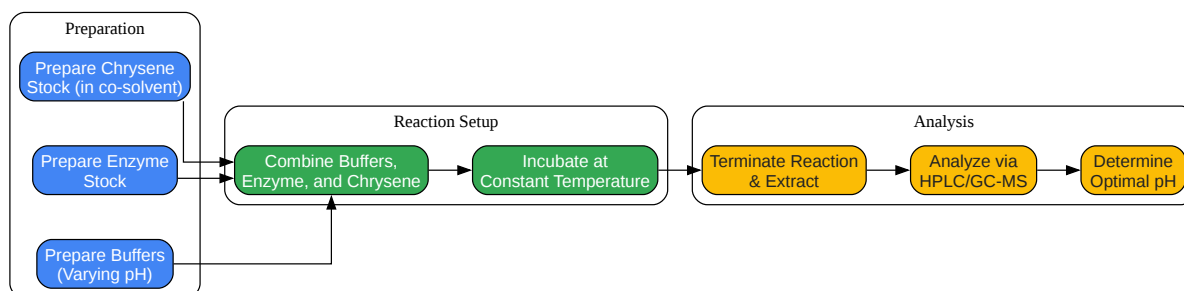 Preparation
Prepare Chrysene
Stock (in co-solvent)
Prepare Enzyme
Stock
Prepare Buffers
(Varying pH)
Reaction Setup
Combine Buffers,
Enzyme, and Chrysene
Incubate at
Constant Temperature
Analysis
Terminate Reaction
& Extract
Analyze via
HPLC/GC-MS
Determine
Optimal pH